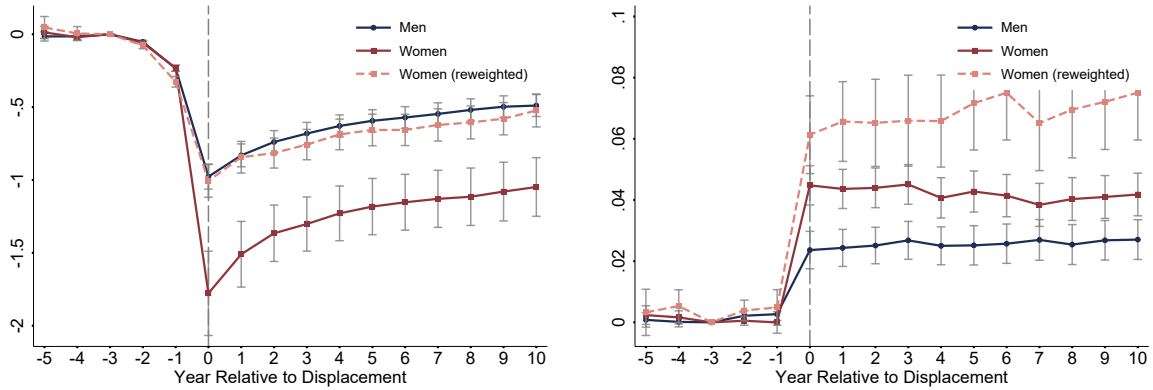 0
-.5
-1
-1.5
-2
Men
Women
Women (reweighted)
-5 -4 -3 -2 -1 0 1 2 3 4 5 6 7 8 9 10
Year Relative to Displacement
.1
.08
.06
.04
.02
0
Men
Women
Women (reweighted)
-5 -4 -3 -2 -1 0 1 2 3 4 5 6 7 8 9 10
Year Relative to Displacement